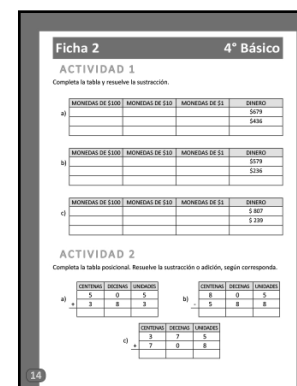 Ficha 2 4° Básico
ACTIVIDAD 1
Completa la tabla y resuelve la sustracción.
MONEDAS DE $100 MONEDAS DE $10 MONEDAS DE $1 DINERO
a) $679
$436
MONEDAS DE $100 MONEDAS DE $10 MONEDAS DE $1 DINERO
b) $579
$236
MONEDAS DE $100 MONEDAS DE $10 MONEDAS DE $1 DINERO
c) $ 807
$ 239
ACTIVIDAD 2
Completa la tabla posicional. Resuelve la sustracción o adición, según corresponda.
CENTENAS DECENAS UNIDADES
a) 5 0 5
+ 3 8 3
CENTENAS DECENAS UNIDADES
b) 8 0 5
- 5 8 8
CENTENAS DECENAS UNIDADES
c) 3 7 5
+ 7 0 8
14